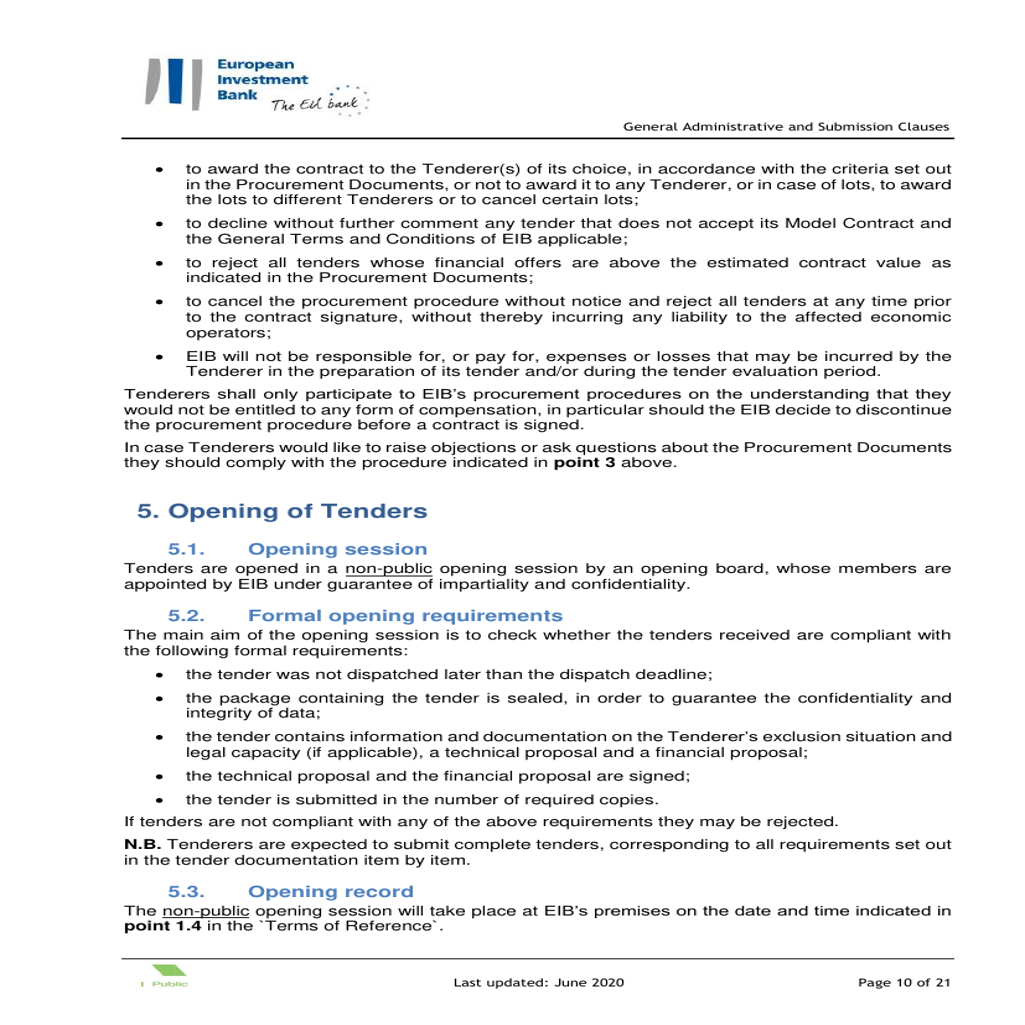 European
Investment
Bank The EU bank
General Administrative and Submission Clauses
• to award the contract to the Tenderer(s) of its choice, in accordance with the criteria set out
in the Procurement Documents, or not to award it to any Tenderer, or in case of lots, to award
the lots to different Tenderers or to cancel certain lots;
• to decline without further comment any tender that does not accept its Model Contract and
the General Terms and Conditions of EIB applicable;
• to reject all tenders whose financial offers are above the estimated contract value as
indicated in the Procurement Documents;
• to cancel the procurement procedure without notice and reject all tenders at any time prior
to the contract signature, without thereby incurring any liability to the affected economic
operators;
• EIB will not be responsible for, or pay for, expenses or losses that may be incurred by the
Tenderer in the preparation of its tender and/or during the tender evaluation period.
Tenderers shall only participate to EIB's procurement procedures on the understanding that they
would not be entitled to any form of compensation, in particular should the EIB decide to discontinue
the procurement procedure before a contract is signed.
In case Tenderers would like to raise objections or ask questions about the Procurement Documents
they should comply with the procedure indicated in point 3 above.
5. Opening of Tenders
5.1. Opening session
Tenders are opened in a non-public opening session by an opening board, whose members are
appointed by EIB under guarantee of impartiality and confidentiality.
5.2. Formal opening requirements
The main aim of the opening session is to check whether the tenders received are compliant with
the following formal requirements:
• the tender was not dispatched later than the dispatch deadline;
• the package containing the tender is sealed, in order to guarantee the confidentiality and
integrity of data;
• the tender contains information and documentation on the Tenderer's exclusion situation and
legal capacity (if applicable), a technical proposal and a financial proposal;
• the technical proposal and the financial proposal are signed;
• the tender is submitted in the number of required copies.
If tenders are not compliant with any of the above requirements they may be rejected.
N.B. Tenderers are expected to submit complete tenders, corresponding to all requirements set out
in the tender documentation item by item.
5.3. Opening record
The non-public opening session will take place at EIB's premises on the date and time indicated in
point 1.4 in the `Terms of Reference`.
Public Last updated: June 2020 Page 10 of 21